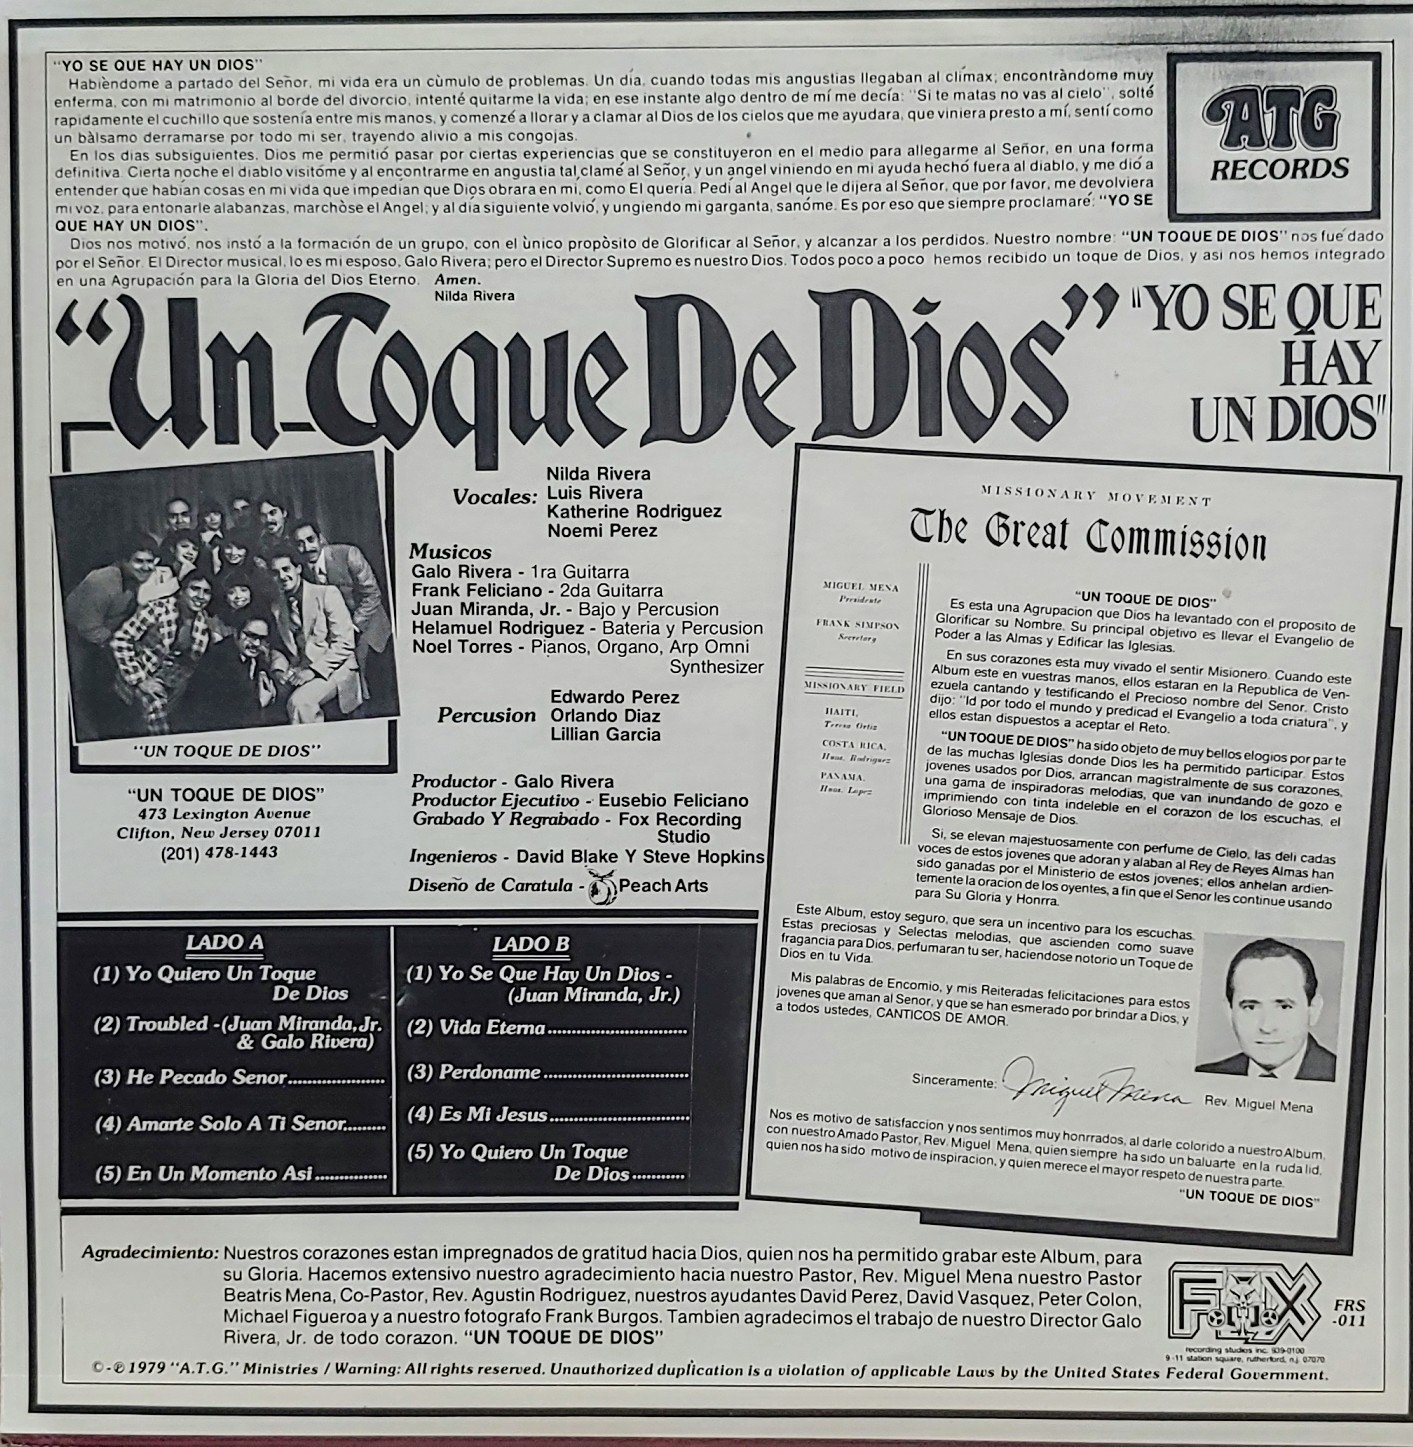 "YO SE QUE HAY UN DIOS"
Habièndome a partado del Señor, mi vida era un cùmulo de problemas. Un día, cuando todas mis angustias llegaban al clímax; encontràndome muy
enferma, con mi matrimonio al borde del divorcio, intenté quitarme la vida; en ese instante algo dentro de mí me decía: "Si te matas no vas al cielo", solté
rapidamente el cuchillo que sostenía entre mis manos, y comenzé a llorar y a clamar al Dios de los cielos que me ayudara, que viniera presto a mí, sentí como
un bàlsamo derramarse por todo mi ser, trayendo alivio a mis congojas.
En los dias subsiguientes, Dios me permitió pasar por ciertas experiencias que se constituyeron en el medio para allegarme al Señor, en una forma
definitiva. Cierta noche el diablo visitóme y al encontrarme en angustia tal, clamé al Señor, y un angel viniendo en mi ayuda hechó fuera al diablo, y me dió a
entender que habían cosas en mi vida que impedían que Dios obrara en mí, como El quería. Pedí al Angel que le dijera al Señor, que por favor, me devolviera
mi voz, para entonarle alabanzas, marchòse el Angel; y al día siguiente volvió, y ungiendo mi garganta, sanóme. Es por eso que siempre proclamaré: "YO SE
QUE HAY UN DIOS".
Dios nos motivó, nos instó a la formación de un grupo, con el ùnico propòsito de Glorificar al Señor, y alcanzar a los perdidos. Nuestro nombre: "UN TOQUE DE DIOS" nos fue dado
por el Señor. El Director musical, lo es mi esposo, Galo Rivera; pero el Director Supremo es nuestro Dios. Todos poco a poco hemos recibido un toque de Dios, y asi nos hemos integrado
en una Agrupación para la Gloria del Dios Eterno. Amen.
Nilda Rivera
ATG
RECORDS
"Un Toque De Dios"
"YO SE QUE
HAY
UN DIOS"
"UN TOQUE DE DIOS"
"UN TOQUE DE DIOS"
473 Lexington Avenue
Clifton, New Jersey 07011
(201) 478-1443
Vocales: Nilda Rivera
Luis Rivera
Katherine Rodriguez
Noemi Perez
Musicos
Galo Rivera - 1ra Guitarra
Frank Feliciano - 2da Guitarra
Juan Miranda, Jr. - Bajo y Percusion
Helamuel Rodriguez - Bateria y Percusion
Noel Torres - Pianos, Organo, Arp Omni
Synthesizer
Percusion Edwardo Perez
Orlando Diaz
Lillian Garcia
Productor - Galo Rivera
Productor Ejecutivo - Eusebio Feliciano
Grabado Y Regrabado - Fox Recording
Studio
Ingenieros - David Blake Y Steve Hopkins
Diseño de Caratula - Peach Arts
MISSIONARY MOVEMENT
The Great Commission
MIGUEL MENA
Presidente
FRANK SIMPSON
Secretary
MISSIONARY FIELD
HAITI,
Teresa Ortiz
COSTA RICA,
Hnos. Rodriguez
PANAMA,
Hnos. Lopez
"UN TOQUE DE DIOS"
Es esta una Agrupacion que Dios ha levantado con el proposito de
Glorificar su Nombre. Su principal objetivo es llevar el Evangelio de
Poder a las Almas y Edificar las Iglesias.
En sus corazones esta muy vivado el sentir Misionero. Cuando este
Album este en vuestras manos, ellos estaran en la Republica de Ven-
ezuela cantando y testificando el Precioso nombre del Senor. Cristo
dijo: "Id por todo el mundo y predicad el Evangelio a toda criatura", y
ellos estan dispuestos a aceptar el Reto.
"UN TOQUE DE DIOS" ha sido objeto de muy bellos elogios por par te
de las muchas Iglesias donde Dios les ha permitido participar. Estos
jovenes usados por Dios, arrancan magistralmente de sus corazones,
una gama de inspiradoras melodias, que van inundando de gozo e
imprimiendo con tinta indeleble en el corazon de los escuchas, el
Glorioso Mensaje de Dios.
Si, se elevan majestuosamente con perfume de Cielo, las deli cadas
voces de estos jovenes que adoran y alaban al Rey de Reyes Almas han
sido ganadas por el Ministerio de estos jovenes; ellos anhelan ardien-
temente la oracion de los oyentes, a fin que el Senor les continue usando
para Su Gloria y Honrra.
Este Album, estoy seguro, que sera un incentivo para los escuchas.
Estas preciosas y Selectas melodias, que ascienden como suave
fragancia para Dios, perfumaran tu ser, haciendose notorio un Toque de
Dios en tu Vida.
Mis palabras de Encomio, y mis Reiteradas felicitaciones para estos
jovenes que aman al Senor, y que se han esmerado por brindar a Dios, y
a todos ustedes, CANTICOS DE AMOR.
Sinceramente: Miguel Mena Rev. Miguel Mena
Nos es motivo de satisfaccion y nos sentimos muy honrrados, al darle colorido a nuestro Album,
con nuestro Amado Pastor, Rev. Miguel Mena, quien siempre ha sido un baluarte en la ruda lid,
quien nos ha sido motivo de inspiracion, y quien merece el mayor respeto de nuestra parte.
"UN TOQUE DE DIOS"
LADO A
(1) Yo Quiero Un Toque
De Dios
(2) Troubled -(Juan Miranda, Jr.
& Galo Rivera)
(3) He Pecado Senor....................
(4) Amarte Solo A Ti Senor.........
(5) En Un Momento Asi...............
LADO B
(1) Yo Se Que Hay Un Dios -
(Juan Miranda, Jr.)
(2) Vida Eterna.............................
(3) Perdoname..............................
(4) Es Mi Jesus.............................
(5) Yo Quiero Un Toque
De Dios...........
Agradecimiento: Nuestros corazones estan impregnados de gratitud hacia Dios, quien nos ha permitido grabar este Album, para
su Gloria. Hacemos extensivo nuestro agradecimiento hacia nuestro Pastor, Rev. Miguel Mena nuestro Pastor
Beatris Mena, Co-Pastor, Rev. Agustin Rodriguez, nuestros ayudantes David Perez, David Vasquez, Peter Colon,
Michael Figueroa y a nuestro fotografo Frank Burgos. Tambien agradecimos el trabajo de nuestro Director Galo
Rivera, Jr. de todo corazon. "UN TOQUE DE DIOS"
FOX
recording studios inc. 939-0100
9-11 station square, rutherford, n.j. 07070
FRS
-011
©-℗ 1979 "A.T.G." Ministries / Warning: All rights reserved. Unauthorized duplication is a violation of applicable Laws by the United States Federal Government.